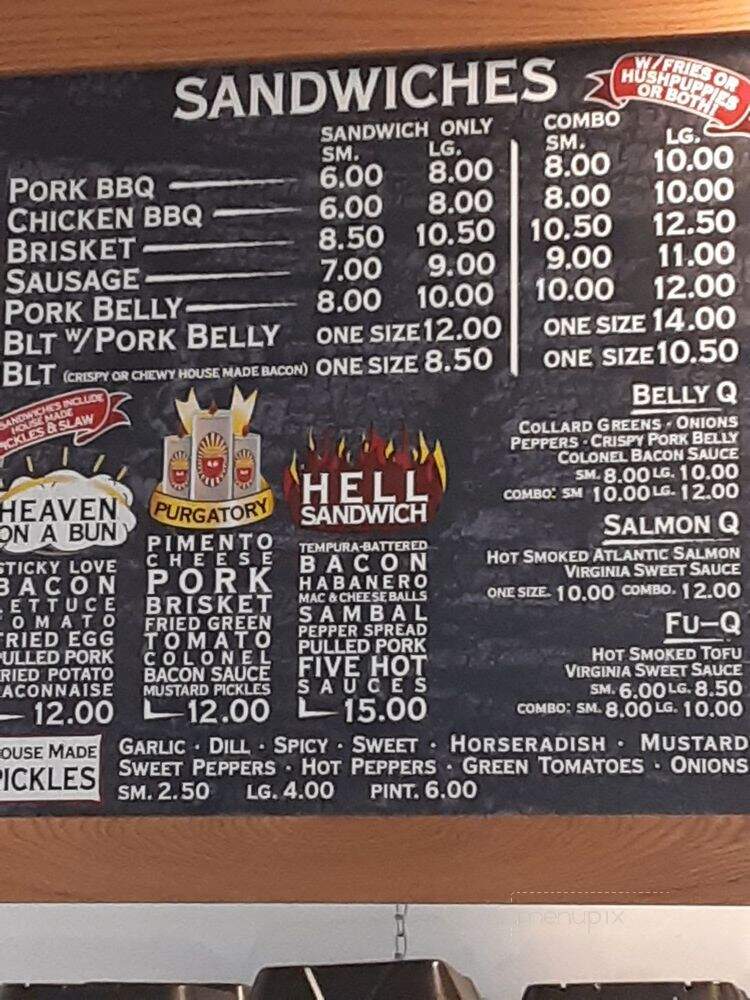 SANDWICHES
W/FRIES OR
HUSHPUPPIES
OR BOTH!
SANDWICH ONLY COMBO
SM. LG. SM. LG.
PORK BBQ 6.00 8.00 8.00 10.00
CHICKEN BBQ 6.00 8.00 8.00 10.00
BRISKET 8.50 10.50 10.50 12.50
SAUSAGE 7.00 9.00 9.00 11.00
PORK BELLY 8.00 10.00 10.00 12.00
BLT W/PORK BELLY ONE SIZE 12.00 ONE SIZE 14.00
BLT (CRISPY OR CHEWY HOUSE MADE BACON) ONE SIZE 8.50 ONE SIZE 10.50
SANDWICHES INCLUDE
HOUSE MADE
PICKLES & SLAW
HEAVEN
ON A BUN
STICKY LOVE
BACON
LETTUCE
TOMATO
FRIED EGG
PULLED PORK
FRIED POTATO
BACONNAISE
12.00
PURGATORY
PIMENTO
CHEESE
PORK
BRISKET
FRIED GREEN
TOMATO
COLONEL
BACON SAUCE
MUSTARD PICKLES
12.00
HELL
SANDWICH
TEMPURA-BATTERED
BACON
HABANERO
MAC & CHEESE BALLS
SAMBAL
PEPPER SPREAD
PULLED PORK
FIVE HOT
SAUCES
15.00
BELLY Q
COLLARD GREENS · ONIONS
PEPPERS · CRISPY PORK BELLY
COLONEL BACON SAUCE
SM. 8.00 LG. 10.00
COMBO: SM 10.00 LG. 12.00
SALMON Q
HOT SMOKED ATLANTIC SALMON
VIRGINIA SWEET SAUCE
ONE SIZE. 10.00 COMBO. 12.00
FU-Q
HOT SMOKED TOFU
VIRGINIA SWEET SAUCE
SM. 6.00 LG. 8.50
COMBO: SM. 8.00 LG. 10.00
HOUSE MADE
PICKLES
GARLIC · DILL · SPICY · SWEET · HORSERADISH · MUSTARD
SWEET PEPPERS · HOT PEPPERS · GREEN TOMATOES · ONIONS
SM. 2.50 LG. 4.00 PINT. 6.00
menupix